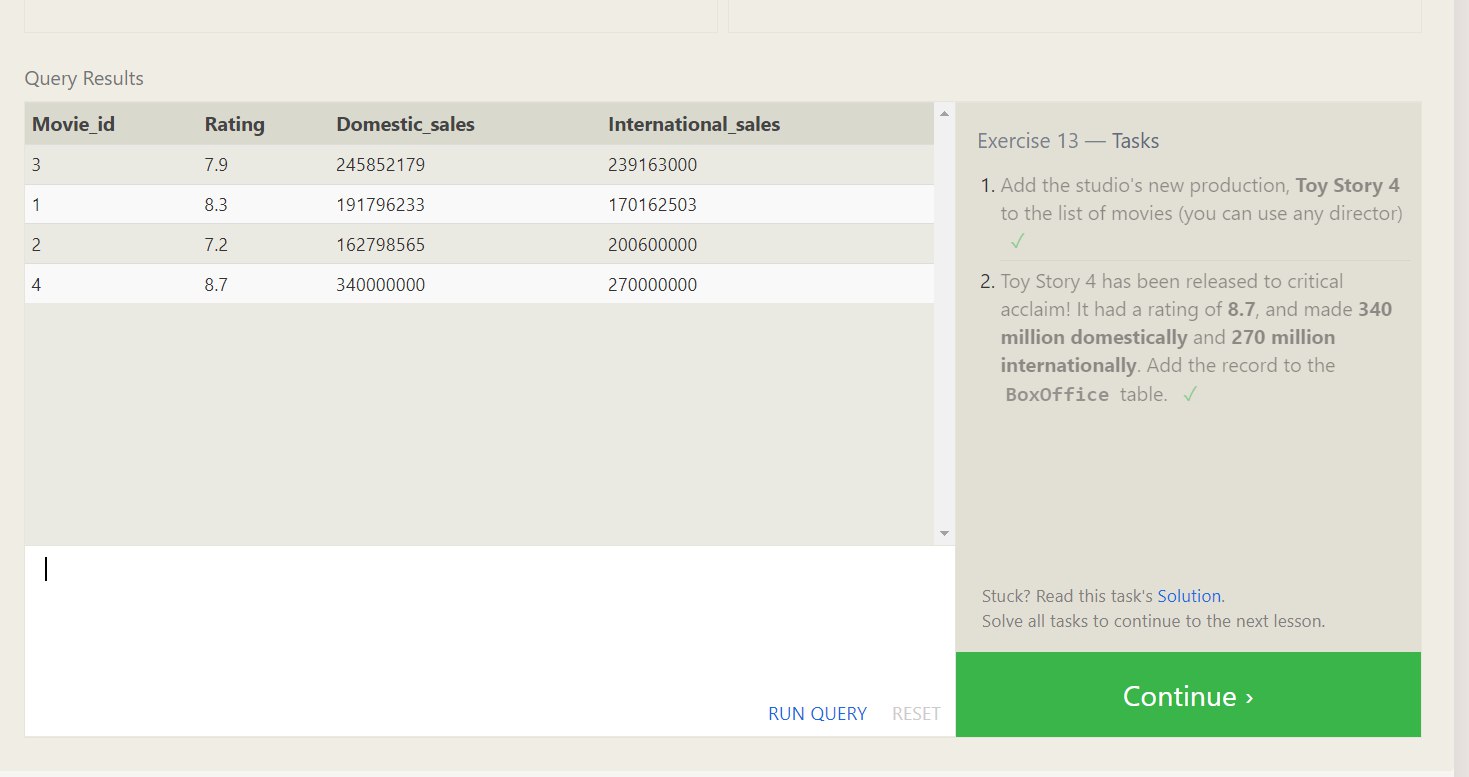 Query Results
Movie_id Rating Domestic_sales International_sales
3 7.9 245852179 239163000
1 8.3 191796233 170162503
2 7.2 162798565 200600000
4 8.7 340000000 270000000
RUN QUERY RESET
Exercise 13 — Tasks
1. Add the studio's new production, Toy Story 4
to the list of movies (you can use any director)
✓
2. Toy Story 4 has been released to critical
acclaim! It had a rating of 8.7, and made 340
million domestically and 270 million
internationally. Add the record to the
BoxOffice table. ✓
Stuck? Read this task's Solution.
Solve all tasks to continue to the next lesson.
Continue ›